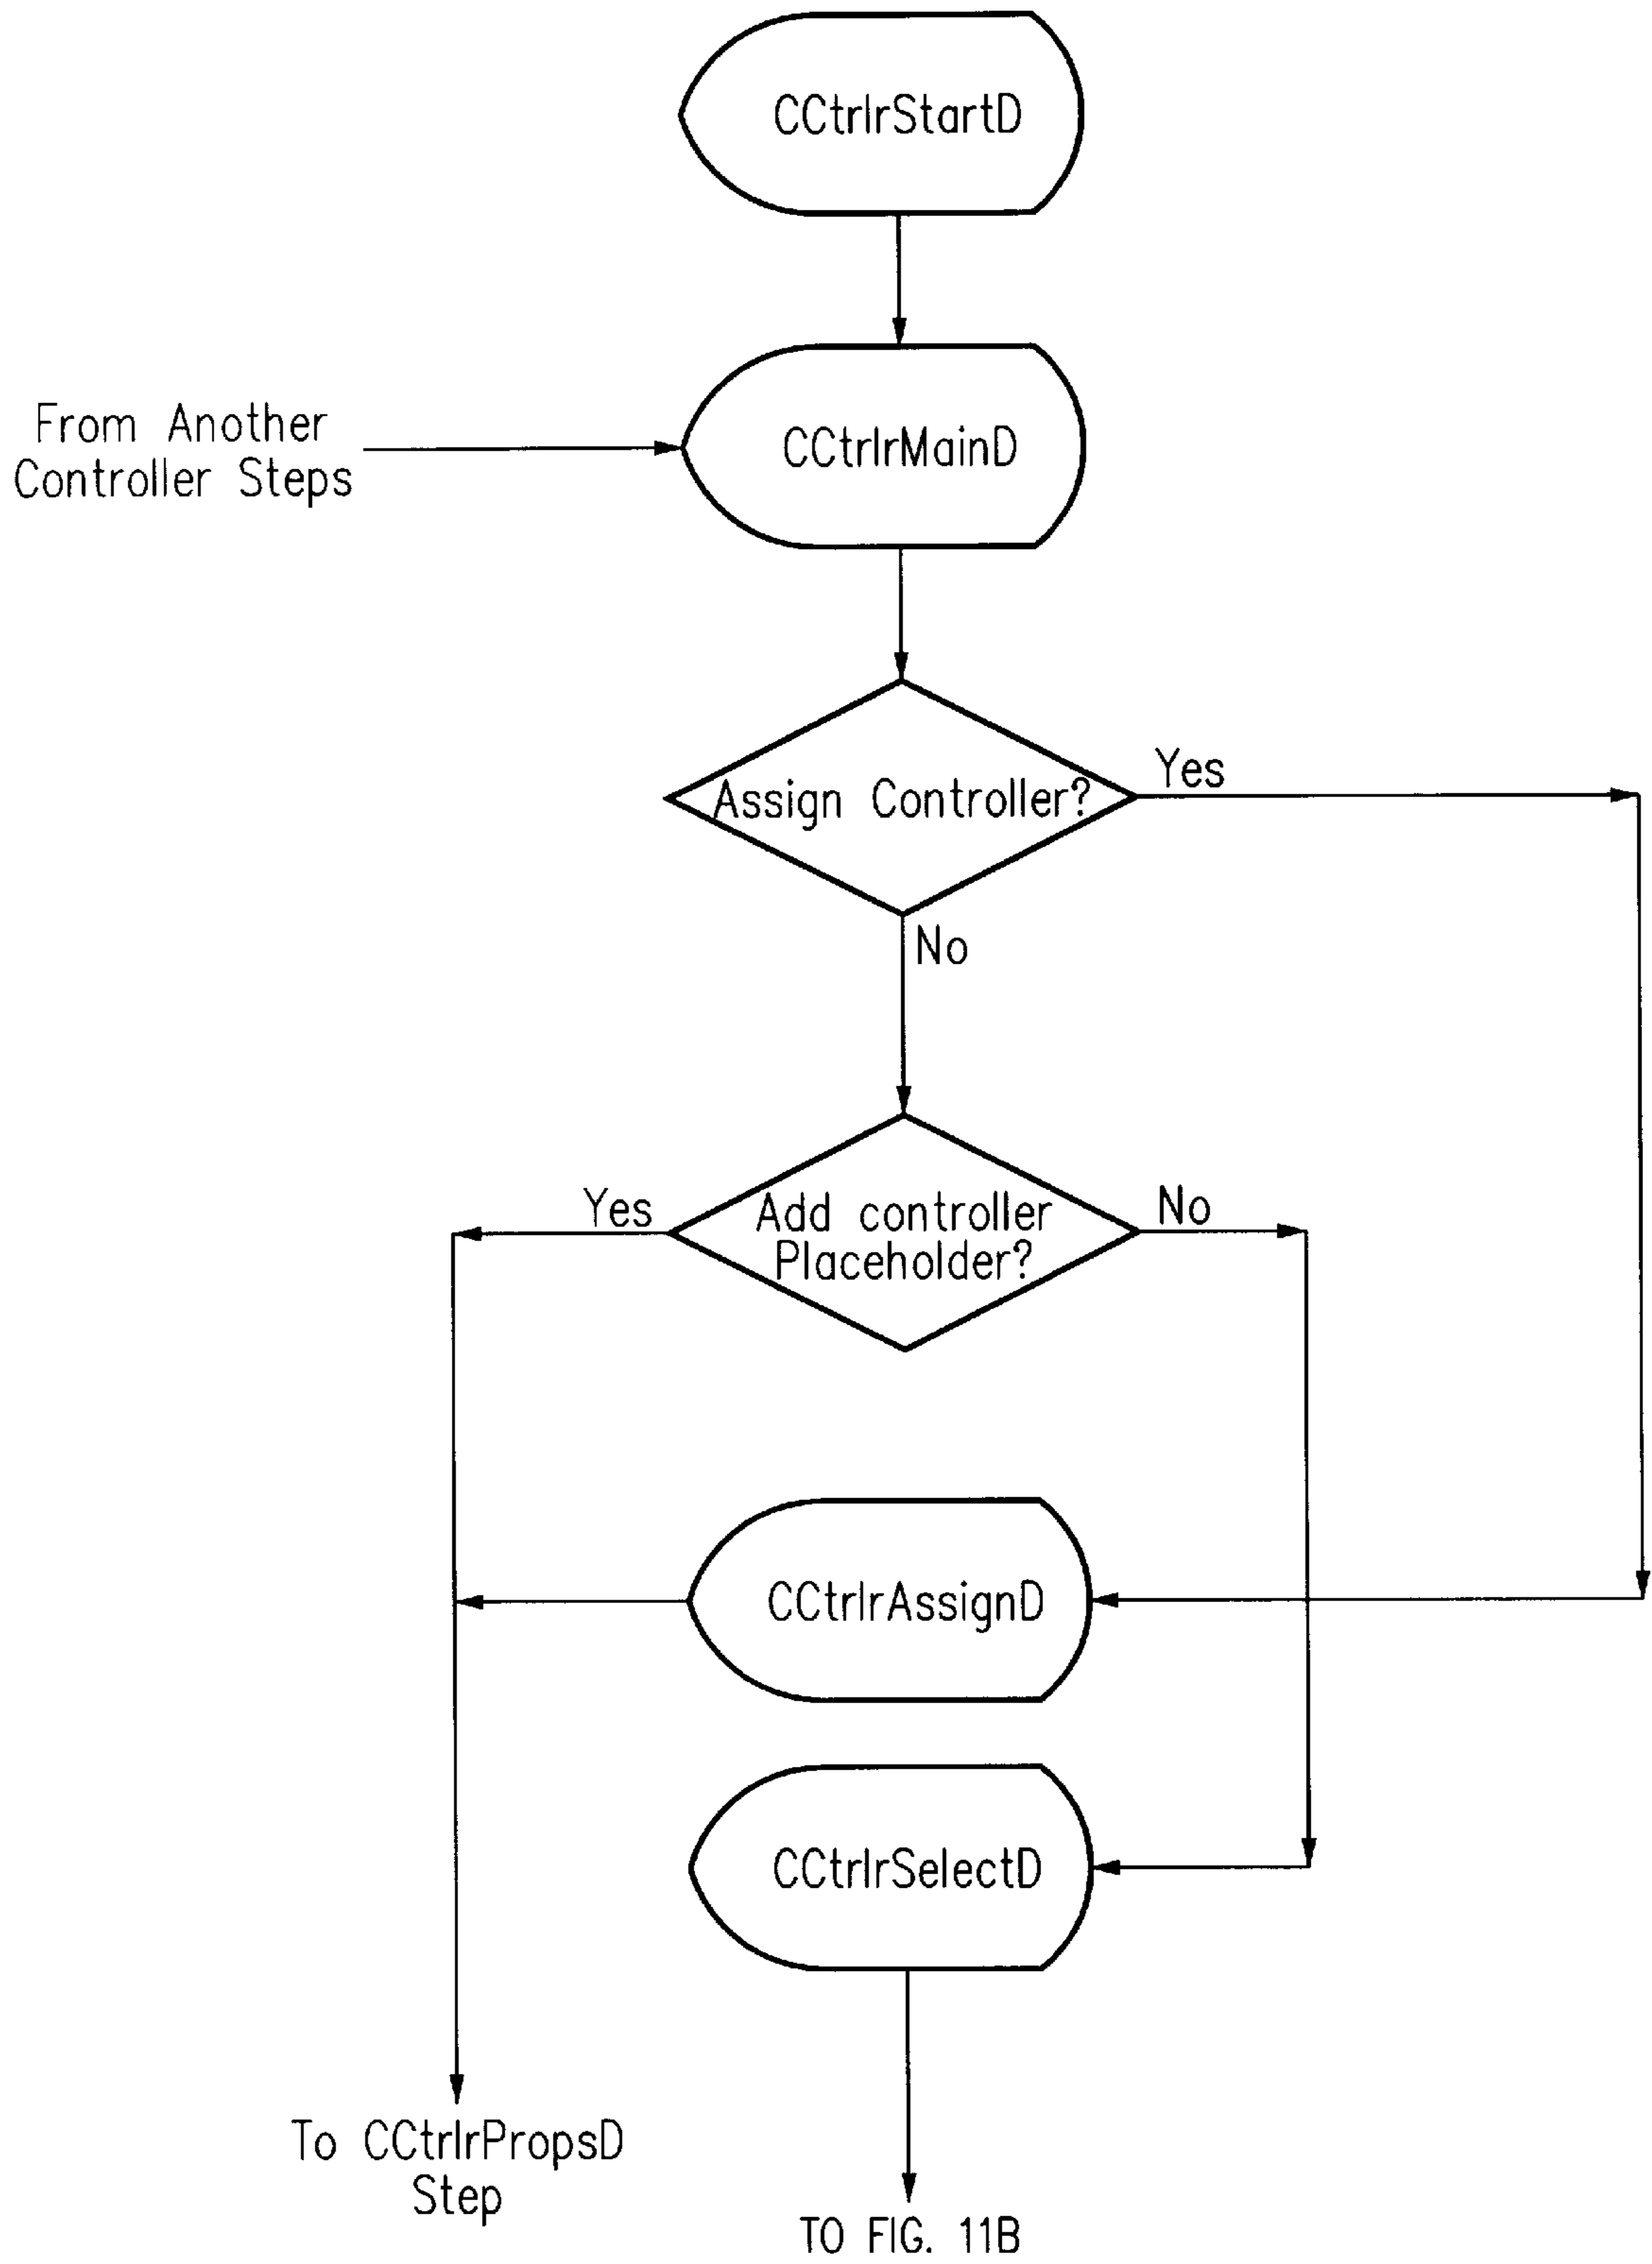 CCtrlrStartD
From Another
Controller Steps
CCtrlrMainD
Assign Controller?
Yes
No
Yes
Add controller
Placeholder?
No
CCtrlrAssignD
CCtrlrSelectD
To CCtrlrPropsD
Step
TO FIG. 11B